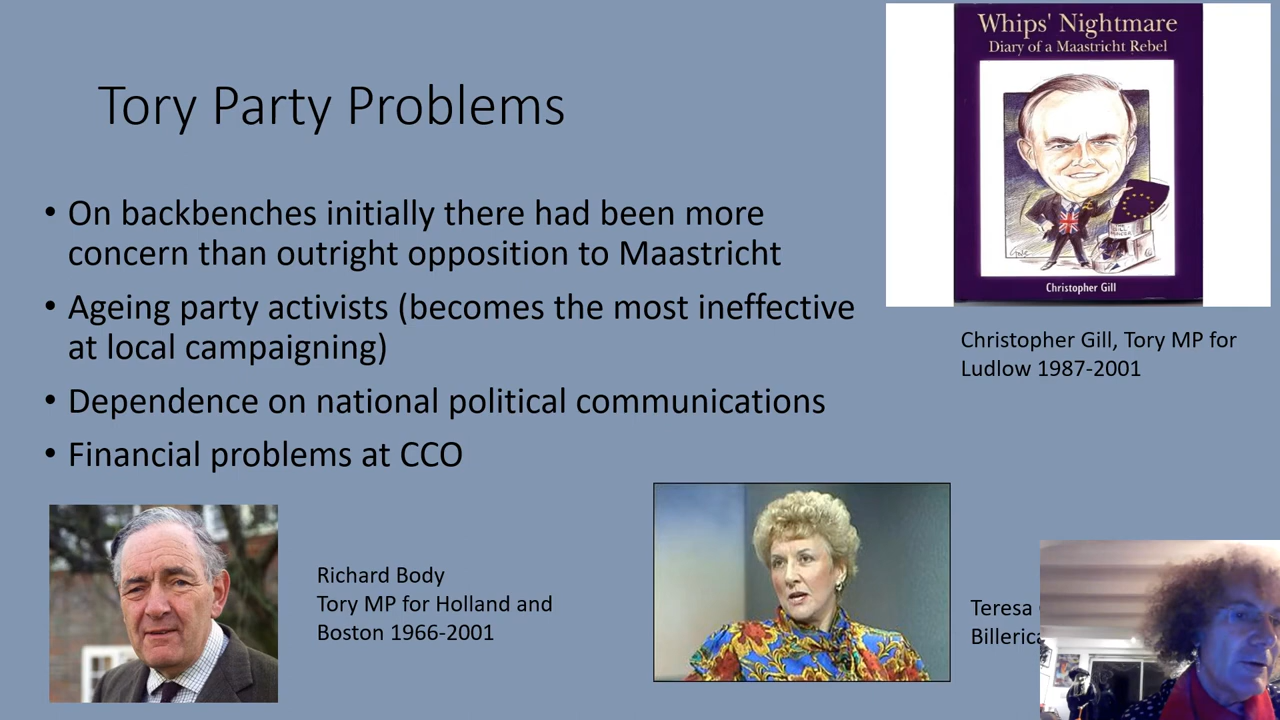 Whips' Nightmare
Diary of a Maastricht Rebel
Christopher Gill
Tory Party Problems
• On backbenches initially there had been more
concern than outright opposition to Maastricht
• Ageing party activists (becomes the most ineffective
at local campaigning)
• Dependence on national political communications
• Financial problems at CCO
Christopher Gill, Tory MP for
Ludlow 1987-2001
Richard Body
Tory MP for Holland and
Boston 1966-2001
Teresa